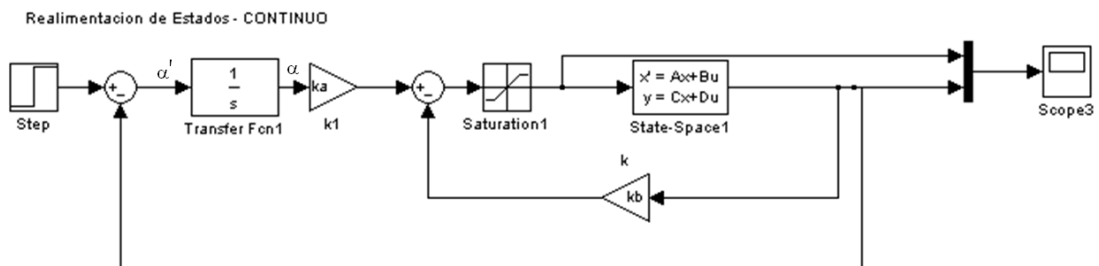 Realimentacion de Estados - CONTINUO
Step
+
-
α'
1
s
Transfer Fcn1
α
ka
k1
+
-
Saturation1
x' = Ax+Bu
y = Cx+Du
State-Space1
Scope3
k
kb